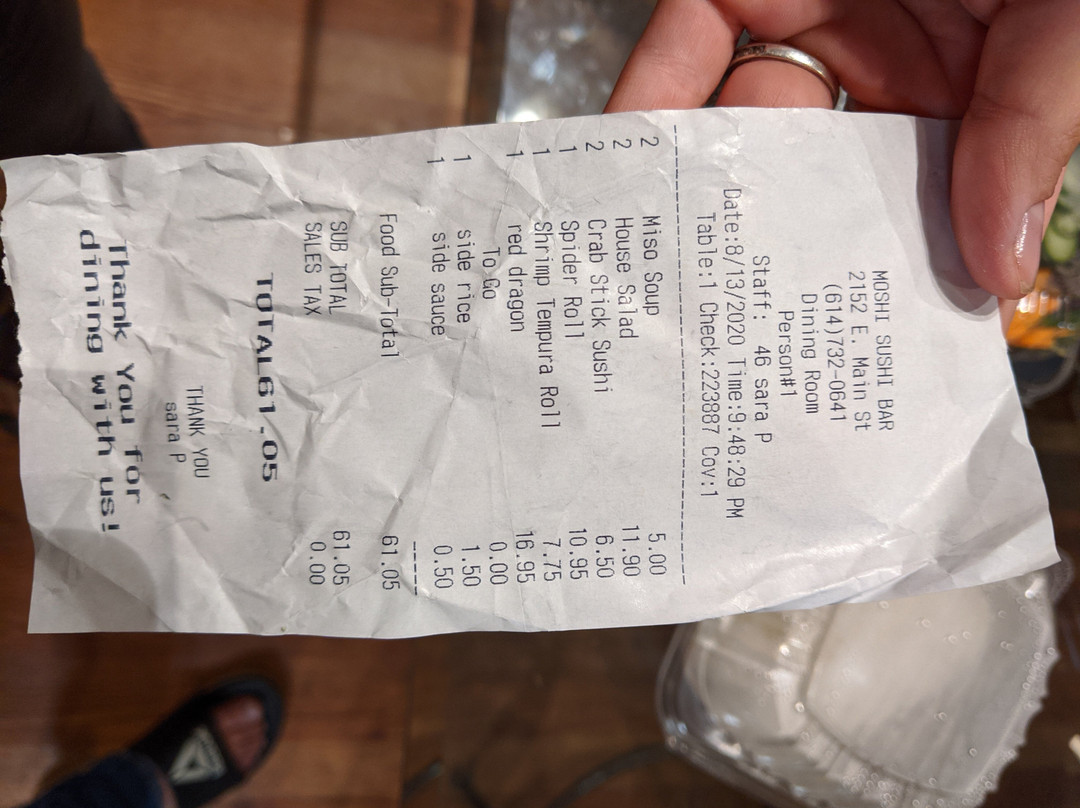 MOSHI SUSHI BAR
2152 E. Main St
(614)732-0641
Dining Room
Person#1
Staff: 46 sara P
Date:8/13/2020 Time:9:48:29 PM
Table:1 Check:223887 Cov:1
2 Miso Soup 5.00
2 House Salad 11.90
2 Crab Stick Sushi 6.50
1 Spider Roll 10.95
1 Shrimp Tempura Roll 7.75
1 red dragon 16.95
ToGo 0.00
1 side rice 1.50
1 side sauce 0.50
Food Sub-Total 61.05
SUB TOTAL 61.05
SALES TAX 0.00
TOTAL61.05
THANK YOU
sara P
Thank You for
dining with us!